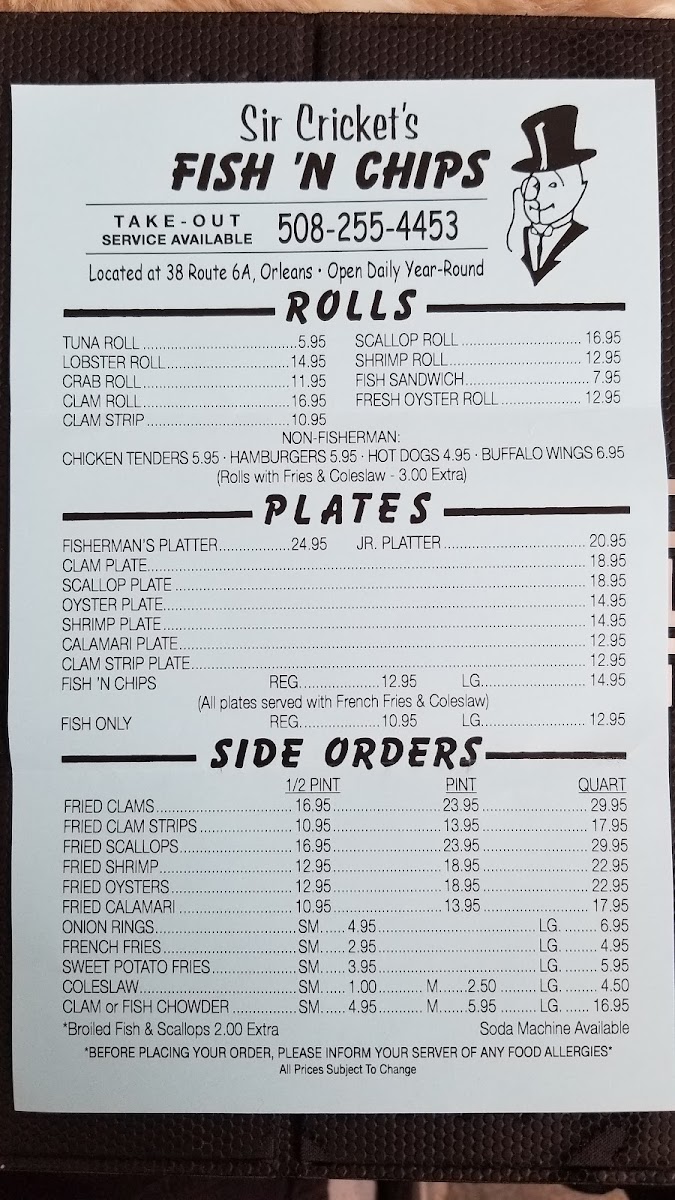 Sir Cricket's
FISH 'N CHIPS
TAKE-OUT
SERVICE AVAILABLE
508-255-4453
Located at 38 Route 6A, Orleans • Open Daily Year-Round
ROLLS
TUNA ROLL 5.95
LOBSTER ROLL 14.95
CRAB ROLL 11.95
CLAM ROLL 16.95
CLAM STRIP 10.95
SCALLOP ROLL 16.95
SHRIMP ROLL 12.95
FISH SANDWICH 7.95
FRESH OYSTER ROLL 12.95
NON-FISHERMAN:
CHICKEN TENDERS 5.95 · HAMBURGERS 5.95 · HOT DOGS 4.95 · BUFFALO WINGS 6.95
(Rolls with Fries & Coleslaw - 3.00 Extra)
PLATES
FISHERMAN'S PLATTER 24.95 JR. PLATTER 20.95
CLAM PLATE 18.95
SCALLOP PLATE 18.95
OYSTER PLATE 14.95
SHRIMP PLATE 14.95
CALAMARI PLATE 12.95
CLAM STRIP PLATE 12.95
FISH 'N CHIPS REG. 12.95 LG. 14.95
(All plates served with French Fries & Coleslaw)
FISH ONLY REG. 10.95 LG. 12.95
SIDE ORDERS
1/2 PINT PINT QUART
FRIED CLAMS 16.95 23.95 29.95
FRIED CLAM STRIPS 10.95 13.95 17.95
FRIED SCALLOPS 16.95 23.95 29.95
FRIED SHRIMP 12.95 18.95 22.95
FRIED OYSTERS 12.95 18.95 22.95
FRIED CALAMARI 10.95 13.95 17.95
ONION RINGS SM. 4.95 LG. 6.95
FRENCH FRIES SM. 2.95 LG. 4.95
SWEET POTATO FRIES SM. 3.95 LG. 5.95
COLESLAW SM. 1.00 M. 2.50 LG. 4.50
CLAM or FISH CHOWDER SM. 4.95 M. 5.95 LG. 16.95
*Broiled Fish & Scallops 2.00 Extra Soda Machine Available
*BEFORE PLACING YOUR ORDER, PLEASE INFORM YOUR SERVER OF ANY FOOD ALLERGIES*
All Prices Subject To Change